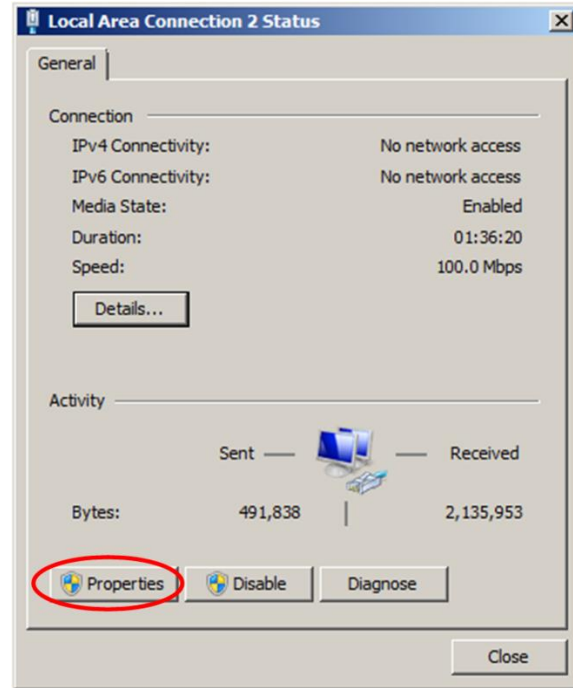 Local Area Connection 2 Status
General
Connection
IPv4 Connectivity: No network access
IPv6 Connectivity: No network access
Media State: Enabled
Duration: 01:36:20
Speed: 100.0 Mbps
Details...
Activity
Sent Received
Bytes: 491,838 2,135,953
Properties Disable Diagnose
Close